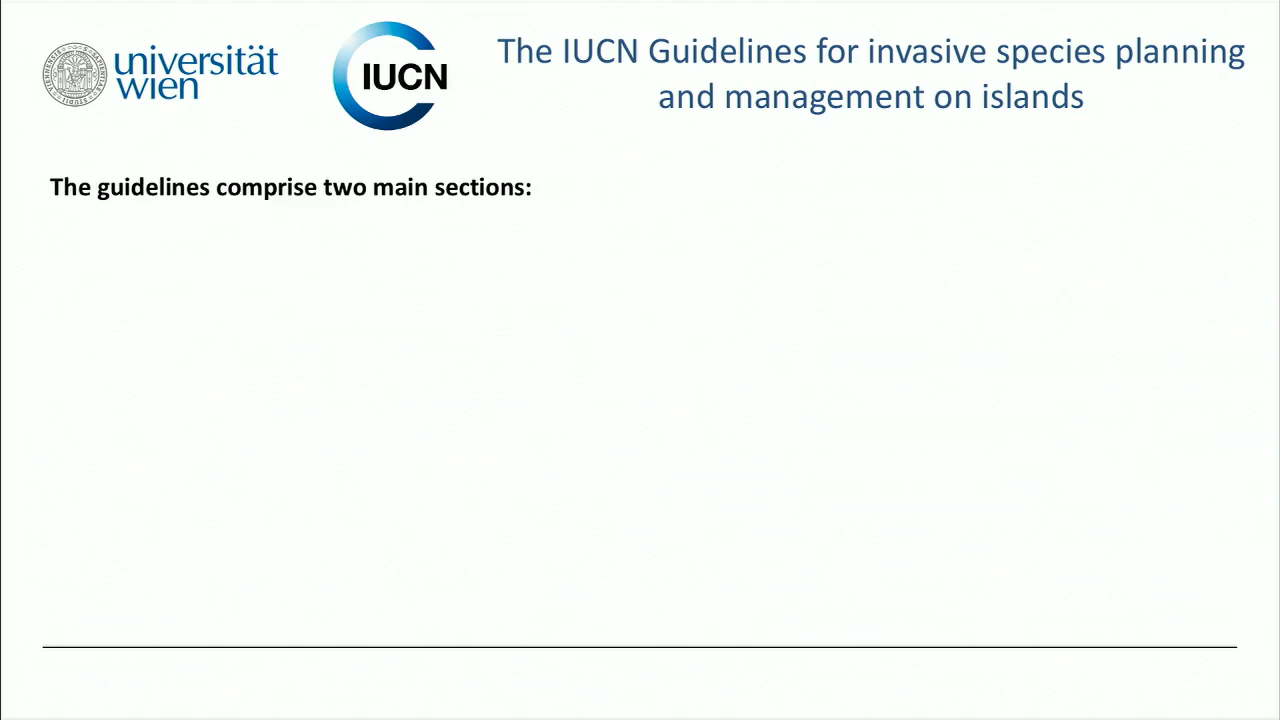 universität
wien
IUCN
The IUCN Guidelines for invasive species planning
and management on islands
The guidelines comprise two main sections: